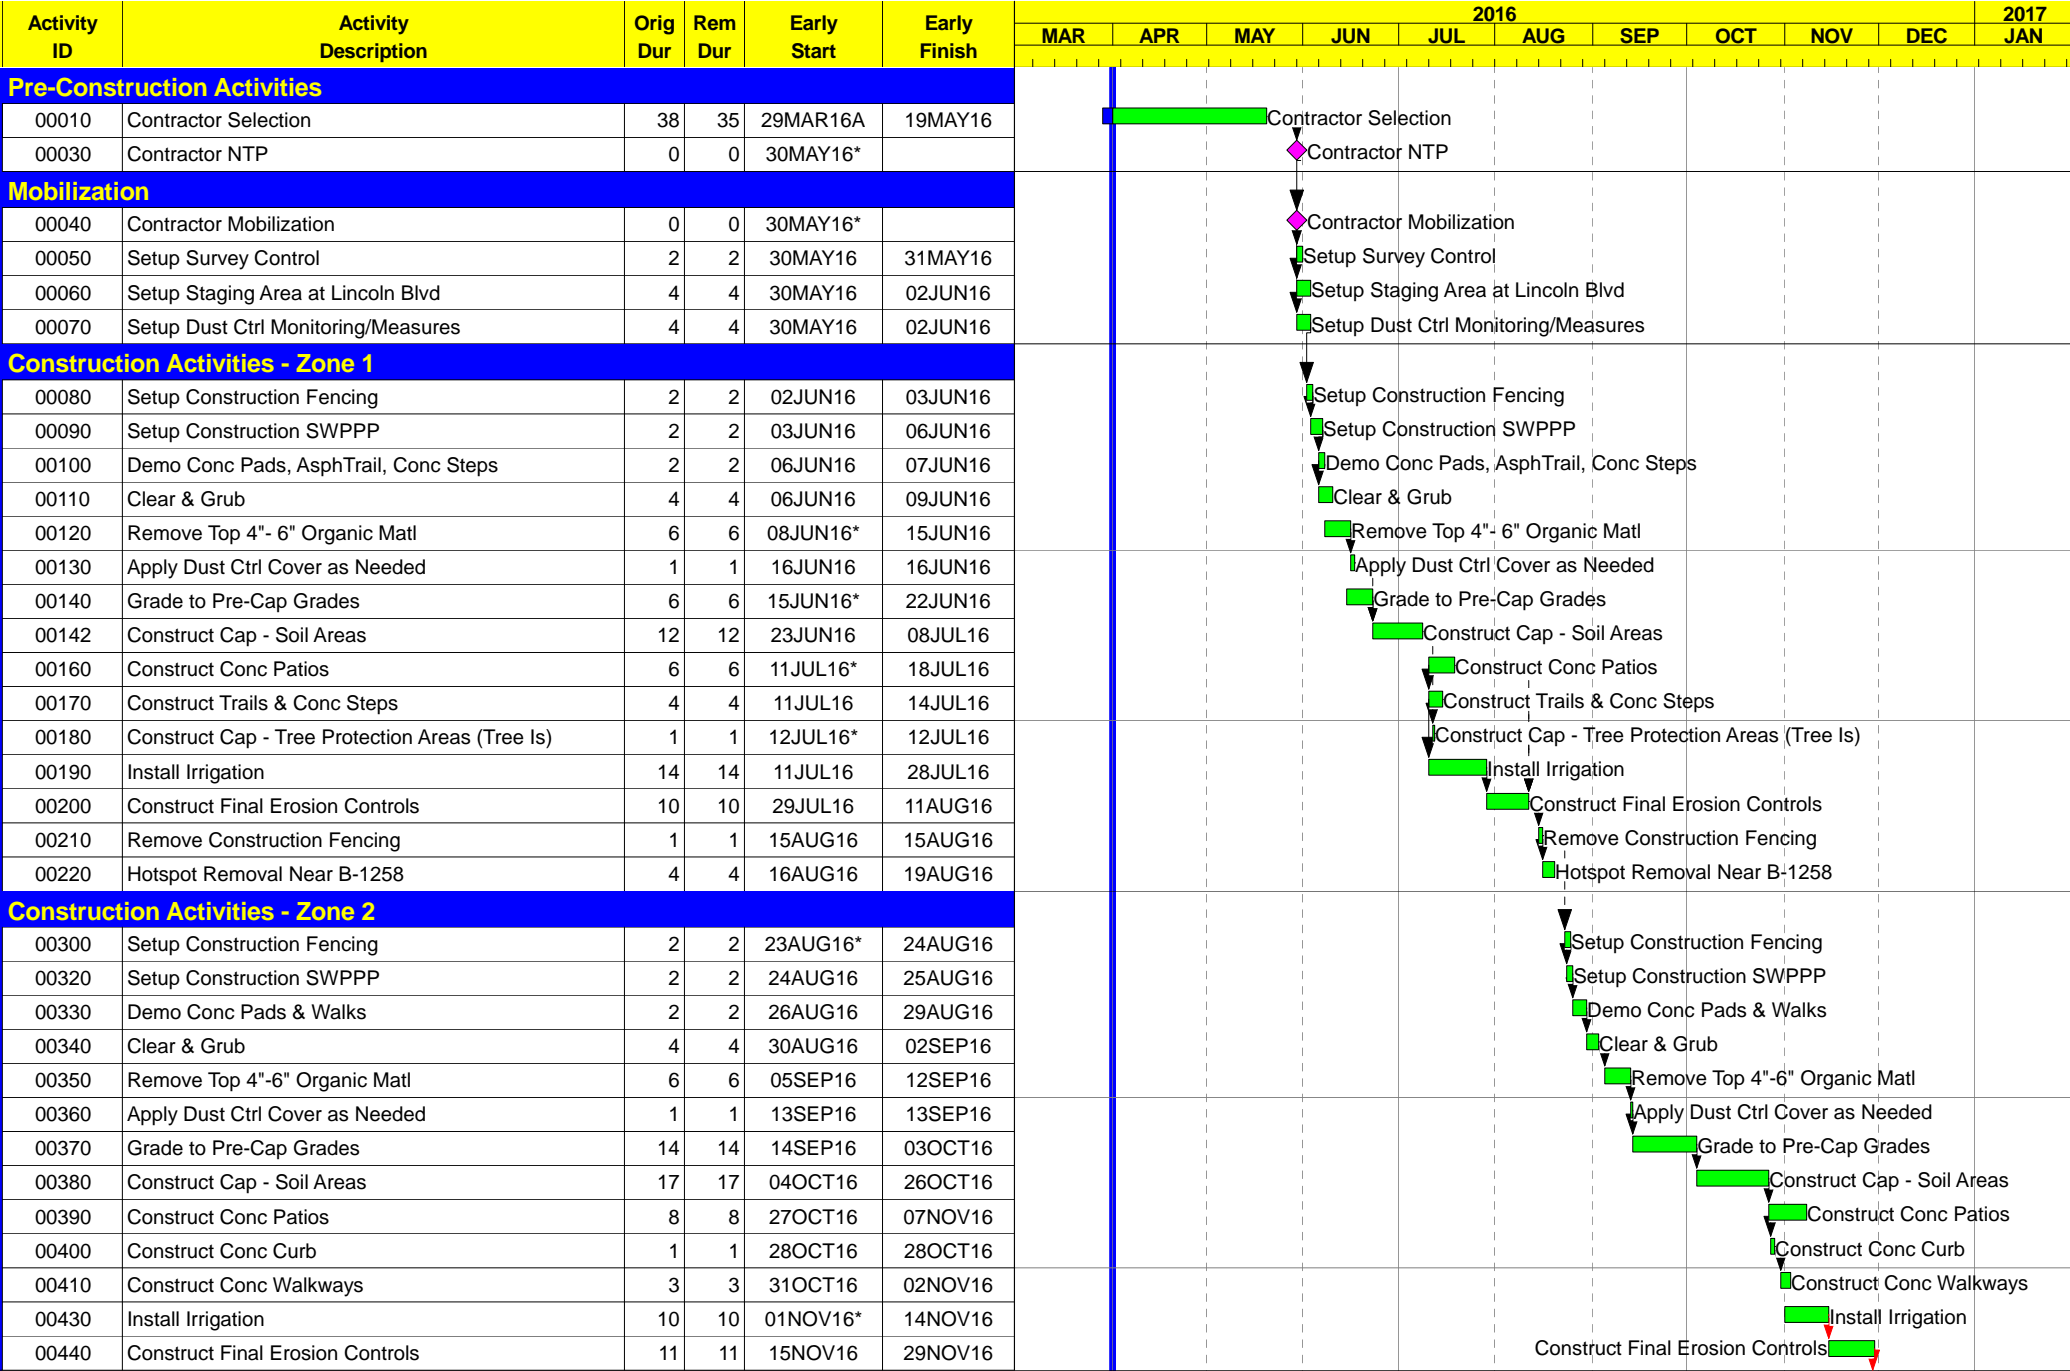 Activity ID Activity Description Orig Dur Rem Dur Early Start Early Finish 2016 2017
MAR APR MAY JUN JUL AUG SEP OCT NOV DEC JAN
Pre-Construction Activities
00010 Contractor Selection 38 35 29MAR16A 19MAY16 Contractor Selection
00030 Contractor NTP 0 0 30MAY16* Contractor NTP
Mobilization
00040 Contractor Mobilization 0 0 30MAY16* Contractor Mobilization
00050 Setup Survey Control 2 2 30MAY16 31MAY16 Setup Survey Control
00060 Setup Staging Area at Lincoln Blvd 4 4 30MAY16 02JUN16 Setup Staging Area at Lincoln Blvd
00070 Setup Dust Ctrl Monitoring/Measures 4 4 30MAY16 02JUN16 Setup Dust Ctrl Monitoring/Measures
Construction Activities - Zone 1
00080 Setup Construction Fencing 2 2 02JUN16 03JUN16 Setup Construction Fencing
00090 Setup Construction SWPPP 2 2 03JUN16 06JUN16 Setup Construction SWPPP
00100 Demo Conc Pads, AsphTrail, Conc Steps 2 2 06JUN16 07JUN16 Demo Conc Pads, AsphTrail, Conc Steps
00110 Clear & Grub 4 4 06JUN16 09JUN16 Clear & Grub
00120 Remove Top 4"- 6" Organic Matl 6 6 08JUN16* 15JUN16 Remove Top 4"- 6" Organic Matl
00130 Apply Dust Ctrl Cover as Needed 1 1 16JUN16 16JUN16 Apply Dust Ctrl Cover as Needed
00140 Grade to Pre-Cap Grades 6 6 15JUN16* 22JUN16 Grade to Pre-Cap Grades
00142 Construct Cap - Soil Areas 12 12 23JUN16 08JUL16 Construct Cap - Soil Areas
00160 Construct Conc Patios 6 6 11JUL16* 18JUL16 Construct Conc Patios
00170 Construct Trails & Conc Steps 4 4 11JUL16 14JUL16 Construct Trails & Conc Steps
00180 Construct Cap - Tree Protection Areas (Tree Is) 1 1 12JUL16* 12JUL16 Construct Cap - Tree Protection Areas (Tree Is)
00190 Install Irrigation 14 14 11JUL16 28JUL16 Install Irrigation
00200 Construct Final Erosion Controls 10 10 29JUL16 11AUG16 Construct Final Erosion Controls
00210 Remove Construction Fencing 1 1 15AUG16 15AUG16 Remove Construction Fencing
00220 Hotspot Removal Near B-1258 4 4 16AUG16 19AUG16 Hotspot Removal Near B-1258
Construction Activities - Zone 2
00300 Setup Construction Fencing 2 2 23AUG16* 24AUG16 Setup Construction Fencing
00320 Setup Construction SWPPP 2 2 24AUG16 25AUG16 Setup Construction SWPPP
00330 Demo Conc Pads & Walks 2 2 26AUG16 29AUG16 Demo Conc Pads & Walks
00340 Clear & Grub 4 4 30AUG16 02SEP16 Clear & Grub
00350 Remove Top 4"-6" Organic Matl 6 6 05SEP16 12SEP16 Remove Top 4"-6" Organic Matl
00360 Apply Dust Ctrl Cover as Needed 1 1 13SEP16 13SEP16 Apply Dust Ctrl Cover as Needed
00370 Grade to Pre-Cap Grades 14 14 14SEP16 03OCT16 Grade to Pre-Cap Grades
00380 Construct Cap - Soil Areas 17 17 04OCT16 26OCT16 Construct Cap - Soil Areas
00390 Construct Conc Patios 8 8 27OCT16 07NOV16 Construct Conc Patios
00400 Construct Conc Curb 1 1 28OCT16 28OCT16 Construct Conc Curb
00410 Construct Conc Walkways 3 3 31OCT16 02NOV16 Construct Conc Walkways
00430 Install Irrigation 10 10 01NOV16* 14NOV16 Install Irrigation
00440 Construct Final Erosion Controls 11 11 15NOV16 29NOV16 Construct Final Erosion Controls